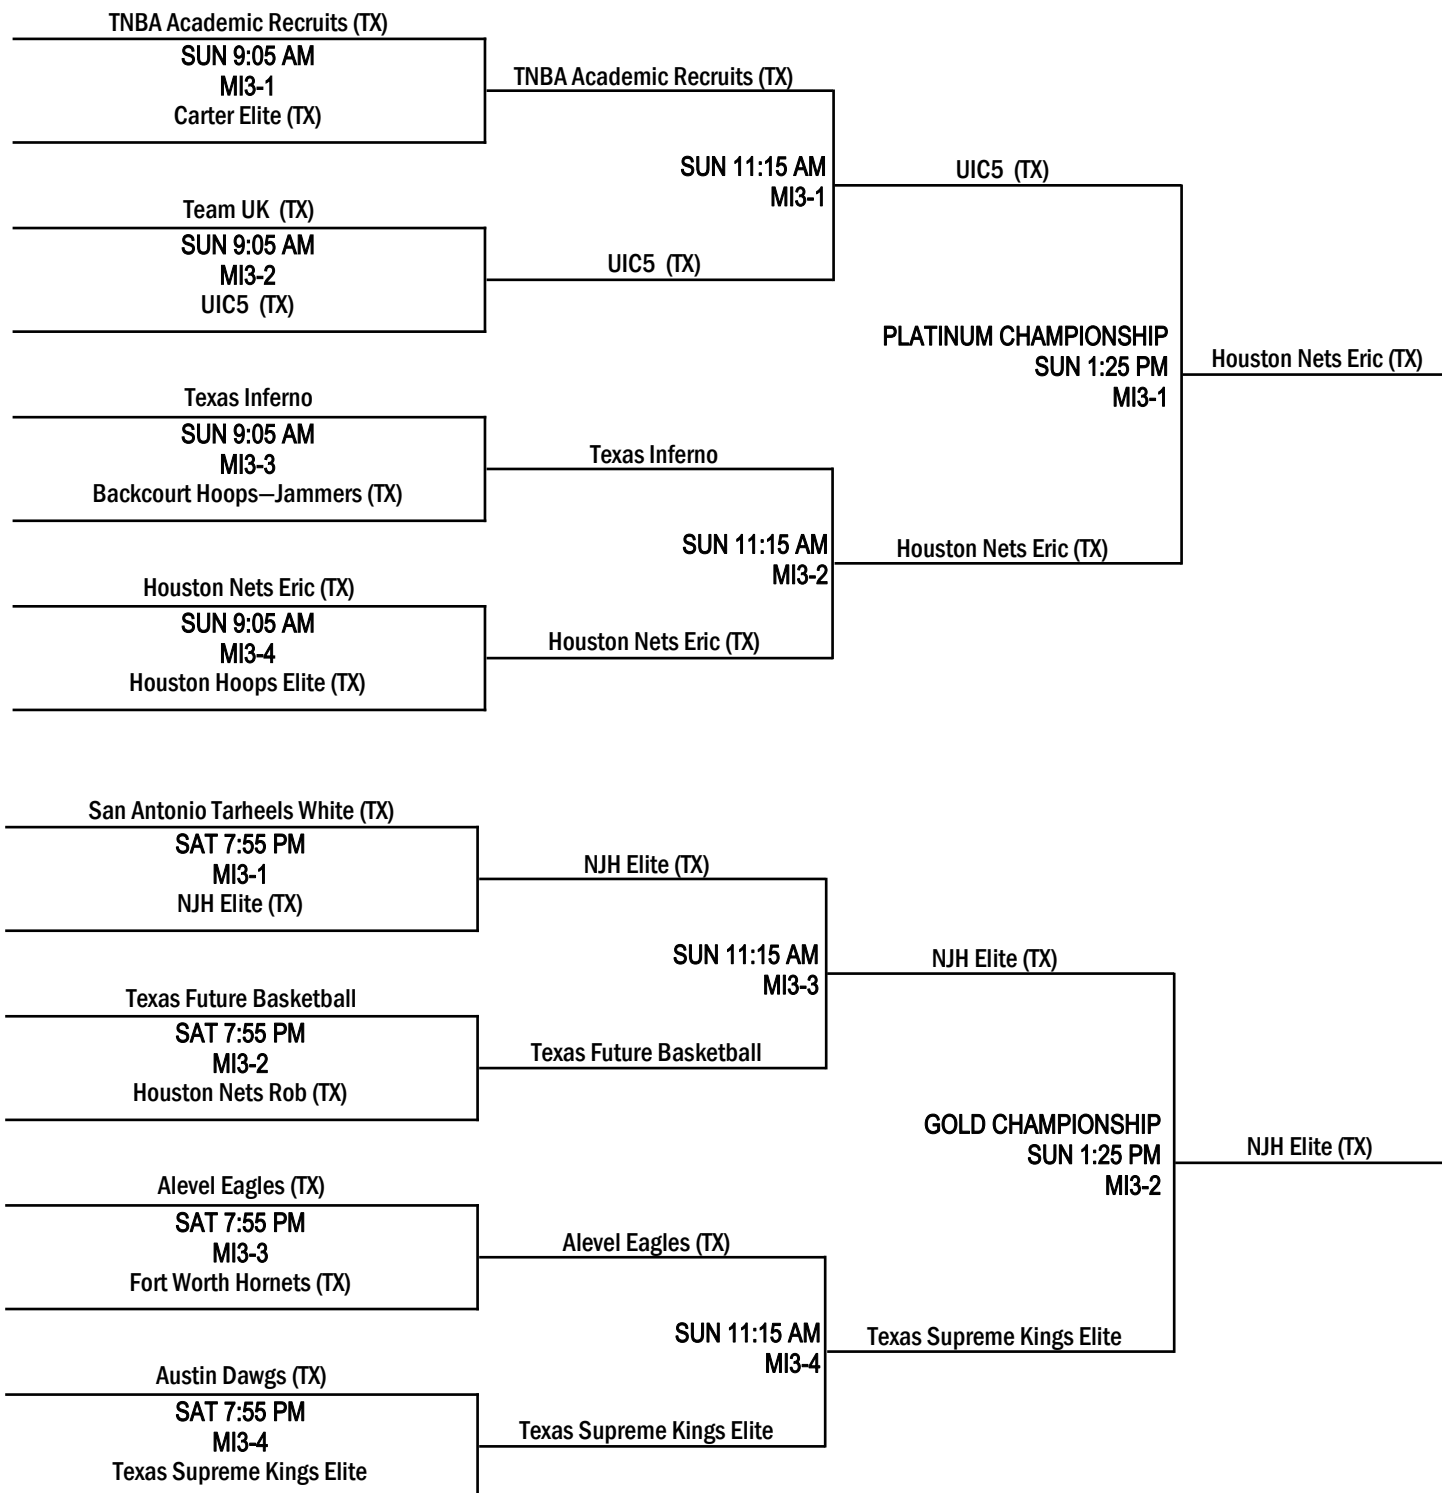 TNBA Academic Recruits (TX)
SUN 9:05 AM
MI3-1
Carter Elite (TX)
TNBA Academic Recruits (TX)
SUN 11:15 AM
MI3-1
UIC5 (TX)
Team UK (TX)
SUN 9:05 AM
MI3-2
UIC5 (TX)
UIC5 (TX)
PLATINUM CHAMPIONSHIP
SUN 1:25 PM
MI3-1
Houston Nets Eric (TX)
Texas Inferno
SUN 9:05 AM
MI3-3
Backcourt Hoops—Jammers (TX)
Texas Inferno
SUN 11:15 AM
MI3-2
Houston Nets Eric (TX)
Houston Nets Eric (TX)
SUN 9:05 AM
MI3-4
Houston Hoops Elite (TX)
Houston Nets Eric (TX)
San Antonio Tarheels White (TX)
SAT 7:55 PM
MI3-1
NJH Elite (TX)
NJH Elite (TX)
SUN 11:15 AM
MI3-3
NJH Elite (TX)
Texas Future Basketball
SAT 7:55 PM
MI3-2
Houston Nets Rob (TX)
Texas Future Basketball
GOLD CHAMPIONSHIP
SUN 1:25 PM
MI3-2
NJH Elite (TX)
Alevel Eagles (TX)
SAT 7:55 PM
MI3-3
Fort Worth Hornets (TX)
Alevel Eagles (TX)
SUN 11:15 AM
MI3-4
Texas Supreme Kings Elite
Austin Dawgs (TX)
SAT 7:55 PM
MI3-4
Texas Supreme Kings Elite
Texas Supreme Kings Elite